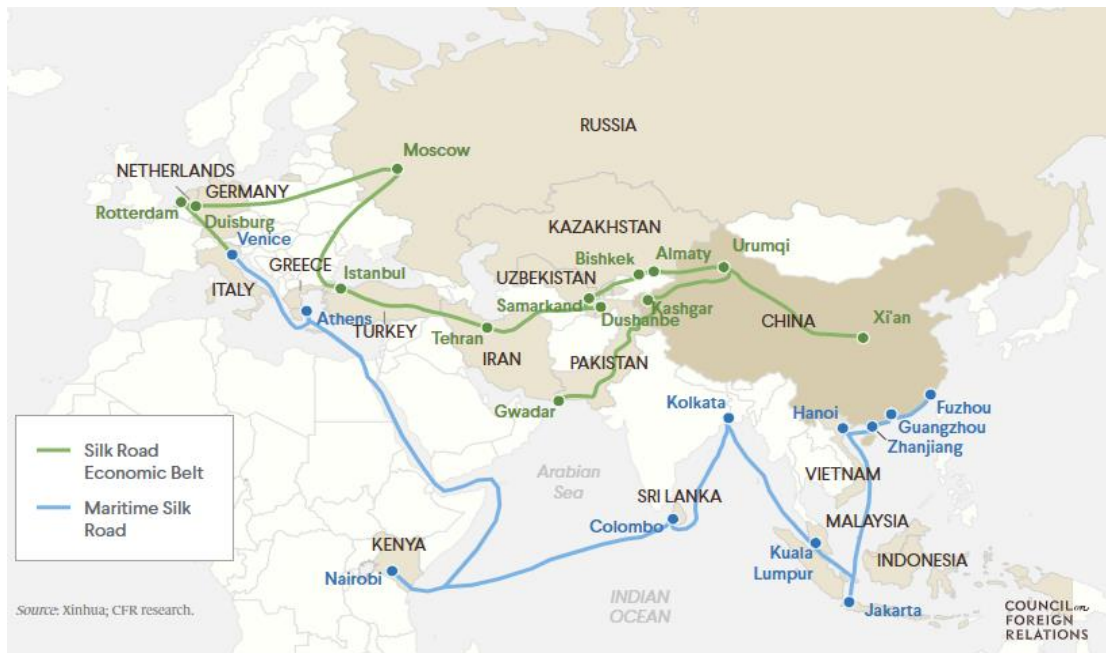 RUSSIA
Moscow
NETHERLANDS
GERMANY
Rotterdam
Duisburg
Venice
KAZAKHSTAN
Bishkek
Almaty
Urumqi
GREECE
Istanbul
UZBEKISTAN
ITALY
Samarkand
Kashgar
Athens
Dushanbe
CHINA
Xi'an
TURKEY
Tehran
IRAN
PAKISTAN
Gwadar
Kolkata
Hanoi
Fuzhou
Guangzhou
Zhanjiang
Silk Road
Economic Belt
Maritime Silk
Road
Arabian
Sea
VIETNAM
SRI LANKA
Colombo
MALAYSIA
KENYA
Nairobi
Kuala
Lumpur
INDONESIA
INDIAN
OCEAN
Jakarta
Source: Xinhua; CFR research.
COUNCIL on
FOREIGN
RELATIONS